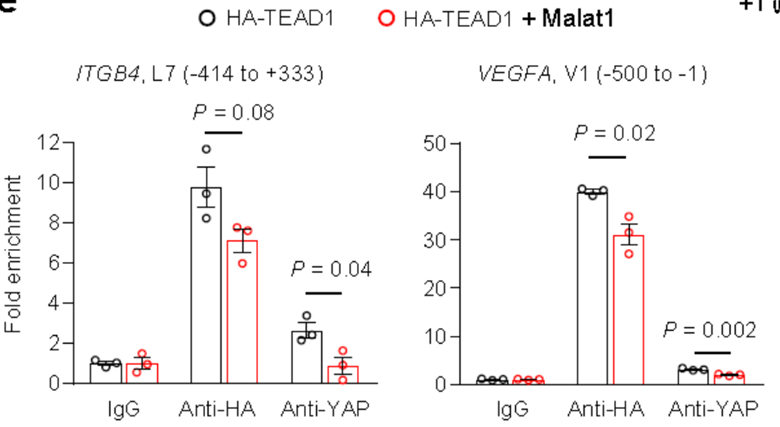 e
HA-TEAD1 HA-TEAD1 + Malat1
ITGB4, L7 (-414 to +333)
P = 0.08
12
10
8
6
4
2
0
Fold enrichment
P = 0.04
IgG Anti-HA Anti-YAP
VEGFA, V1 (-500 to -1)
P = 0.02
50
40
30
20
10
0
P = 0.002
IgG Anti-HA Anti-YAP